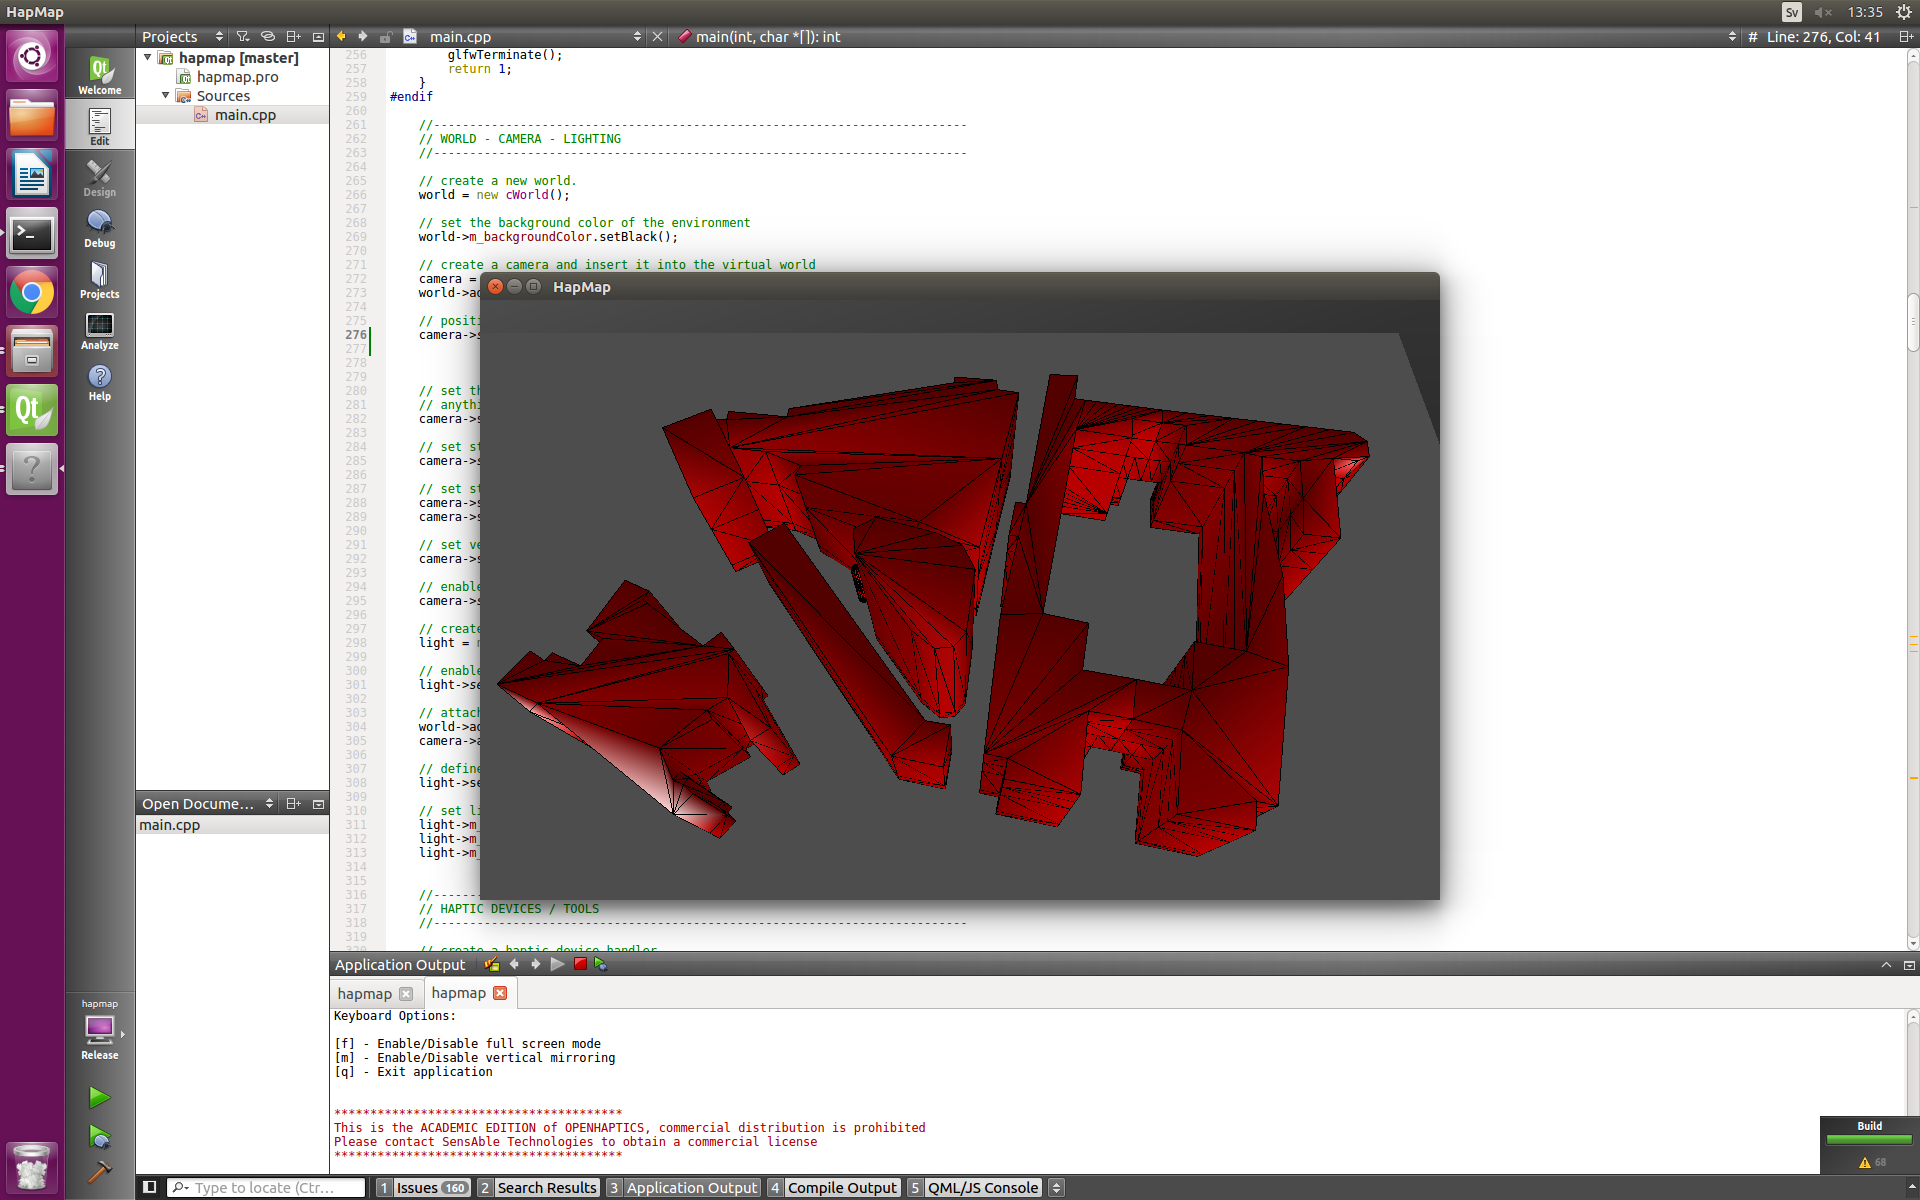 HapMap
Sv
13:35
Projects
main.cpp
main(int, char *[]): int
# Line: 276, Col: 41
Welcome
Edit
Design
Debug
Projects
Analyze
Help
hapmap [master]
hapmap.pro
Sources
main.cpp
256 glfwTerminate();
257 return 1;
258 }
259 #endif
260
261 //--------------------------------------------------------------------------
262 // WORLD - CAMERA - LIGHTING
263 //--------------------------------------------------------------------------
264
265 // create a new world.
266 world = new cWorld();
267
268 // set the background color of the environment
269 world->m_backgroundColor.setBlack();
270
271 // create a camera and insert it into the virtual world
272 camera =
273 world->ad
274
275 // positi
276 camera->s
277
278
279
280 // set th
281 // anythi
282 camera->s
283
284 // set st
285 camera->s
286
287 // set st
288 camera->s
289 camera->s
290
291 // set ve
292 camera->s
293
294 // enable
295 camera->s
296
297 // create
298 light = n
299
300 // enable
301 light->se
302
303 // attach
304 world->ad
305 camera->a
306
307 // define
308 light->se
309
310 // set li
311 light->m_
312 light->m_
313 light->m_
314
315
316 //------
317 // HAPTIC DEVICES / TOOLS
318 //--------------------------------------------------------------------------
319
320 // create a haptic device handler
HapMap
Open Docume...
main.cpp
Application Output
hapmap
hapmap
Keyboard Options:
[f] - Enable/Disable full screen mode
[m] - Enable/Disable vertical mirroring
[q] - Exit application
****************************************
This is the ACADEMIC EDITION of OPENHAPTICS, commercial distribution is prohibited
Please contact SensAble Technologies to obtain a commercial license
****************************************
hapmap
Release
Build
68
Type to locate (Ctr...
1 Issues 160
2 Search Results
3 Application Output
4 Compile Output
5 QML/JS Console